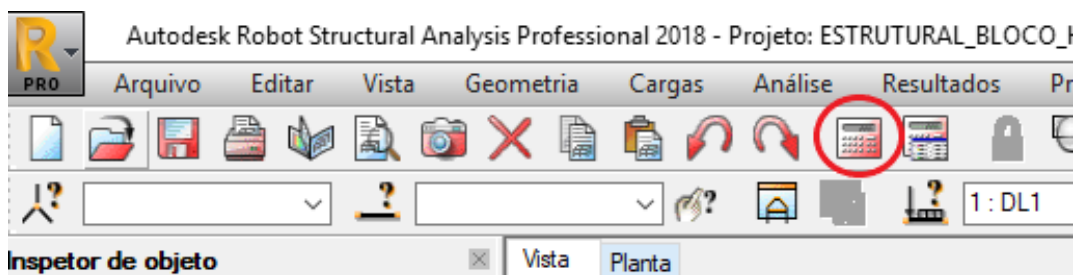 Autodesk Robot Structural Analysis Professional 2018 - Projeto: ESTRUTURAL_BLOCO_
PRO Arquivo Editar Vista Geometria Cargas Análise Resultados
1 : DL1
Inspetor de objeto Vista Planta